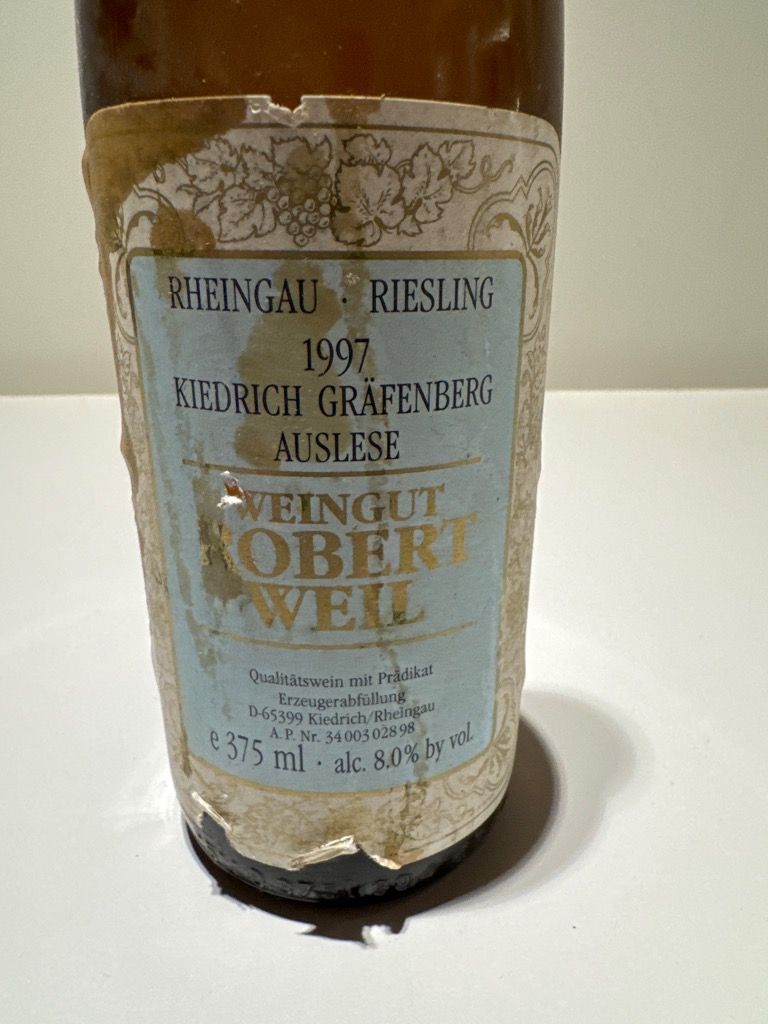 RHEINGAU · RIESLING
1997
KIEDRICH GRÄFENBERG
AUSLESE
WEINGUT
ROBERT
WEIL
Qualitätswein mit Prädikat
Erzeugerabfüllung
D-65399 Kiedrich/Rheingau
A. P. Nr. 34 003 028 98
e 375 ml · alc. 8.0% by vol.